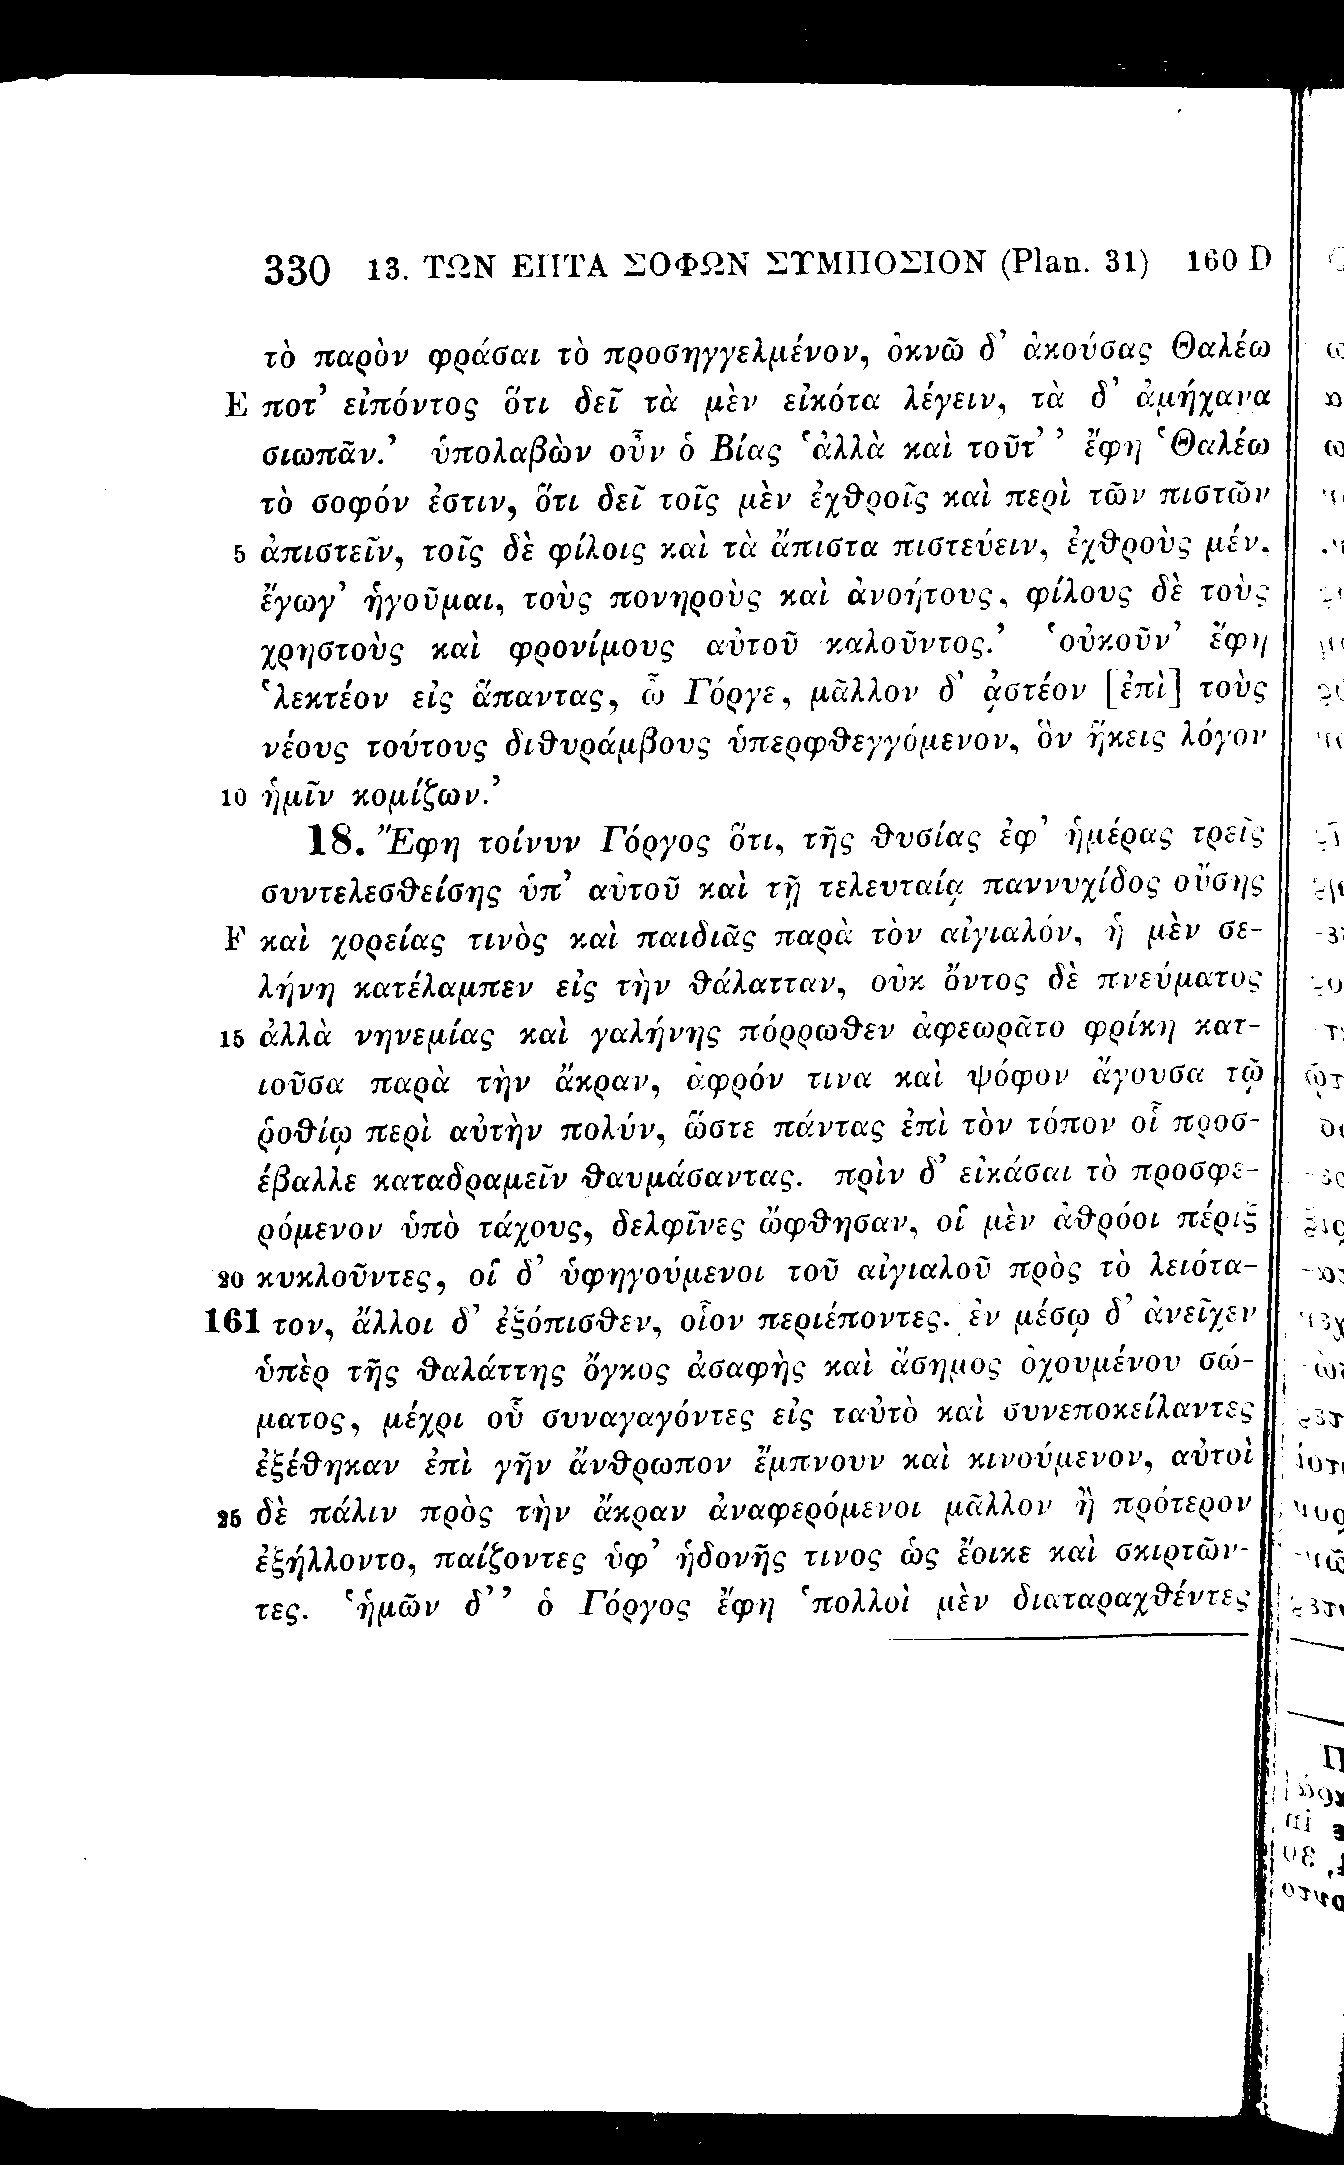 330 13. ΤΩΝ ΕΠΤΑ ΣΟΦΩΝ ΣΥΜΠΟΣΙΟΝ (Plan. 31) 160 D
τὸ παρὸν φράσαι τὸ προσηγγελμένον, ὀκνῶ δ’ ἀκούσας Θαλέω
E ποτ’ εἰπόντος ὅτι δεῖ τὰ μὲν εἰκότα λέγειν, τὰ δ’ ἀμήχανα
σιωπᾶν.’ ὑπολαβὼν οὖν ὁ Βίας ‘ἀλλὰ καὶ τοῦτ’ ’ ἔφη ‘Θαλέω
τὸ σοφόν ἐστιν, ὅτι δεῖ τοῖς μὲν ἐχθροῖς καὶ περὶ τῶν πιστῶν
5 ἀπιστεῖν, τοῖς δὲ φίλοις καὶ τὰ ἄπιστα πιστεύειν, ἐχθροὺς μέν,
ἔγωγ’ ἡγοῦμαι, τοὺς πονηροὺς καὶ ἀνοήτους, φίλους δὲ τοὺς
χρηστοὺς καὶ φρονίμους αὐτοῦ καλοῦντος.’ ‘οὐκοῦν’ ἔφη
‘λεκτέον εἰς ἅπαντας, ὦ Γόργε, μᾶλλον δ’ ᾀστέον [ἐπὶ] τοὺς
νέους τούτους διθυράμβους ὑπερφθεγγόμενον, ὃν ἥκεις λόγον
10 ἡμῖν κομίζων.’
18. Ἔφη τοίνυν Γόργος ὅτι, τῆς θυσίας ἐφ’ ἡμέρας τρεῖς
συντελεσθείσης ὑπ’ αὐτοῦ καὶ τῇ τελευταίᾳ παννυχίδος οὔσης
F καὶ χορείας τινὸς καὶ παιδιᾶς παρὰ τὸν αἰγιαλόν, ἡ μὲν σε-
λήνη κατέλαμπεν εἰς τὴν θάλατταν, οὐκ ὄντος δὲ πνεύματος
15 ἀλλὰ νηνεμίας καὶ γαλήνης πόρρωθεν ἀφεωρᾶτο φρίκη κατ-
ιοῦσα παρὰ τὴν ἄκραν, ἀφρόν τινα καὶ ψόφον ἄγουσα τῷ
ῥοθίῳ περὶ αὑτὴν πολύν, ὥστε πάντας ἐπὶ τὸν τόπον οἷ προσ-
έβαλλε καταδραμεῖν θαυμάσαντας. πρὶν δ’ εἰκάσαι τὸ προσφε-
ρόμενον ὑπὸ τάχους, δελφῖνες ὤφθησαν, οἱ μὲν ἀθρόοι πέριξ
20 κυκλοῦντες, οἱ δ’ ὑφηγούμενοι τοῦ αἰγιαλοῦ πρὸς τὸ λειότα-
161 τον, ἄλλοι δ’ ἐξόπισθεν, οἷον περιέποντες. ἐν μέσῳ δ’ ἀνεῖχεν
ὑπὲρ τῆς θαλάττης ὄγκος ἀσαφὴς καὶ ἄσημος ὀχουμένου σώ-
ματος, μέχρι οὗ συναγαγόντες εἰς ταὐτὸ καὶ συνεποκείλαντες
ἐξέθηκαν ἐπὶ γῆν ἄνθρωπον ἔμπνουν καὶ κινούμενον, αὐτοὶ
25 δὲ πάλιν πρὸς τὴν ἄκραν ἀναφερόμενοι μᾶλλον ἢ πρότερον
ἐξήλλοντο, παίζοντες ὑφ’ ἡδονῆς τινος ὡς ἔοικε καὶ σκιρτῶν-
τες. ‘ἡμῶν δ’ ’ ὁ Γόργος ἔφη ‘πολλοὶ μὲν διαταραχθέντες